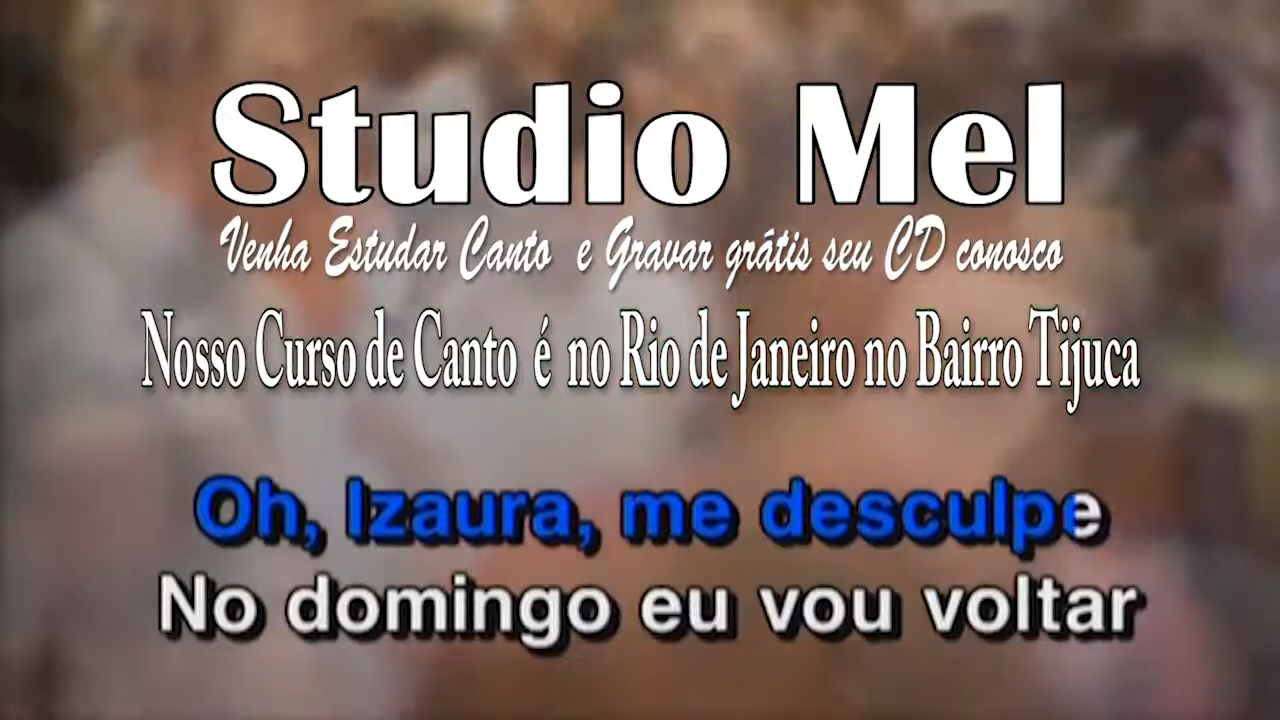 Studio Mel
Venha Estudar Canto e Gravar grátis seu CD conosco
Nosso Curso de Canto é no Rio de Janeiro no Bairro Tijuca
Oh, Izaura, me desculpe
No domingo eu vou voltar